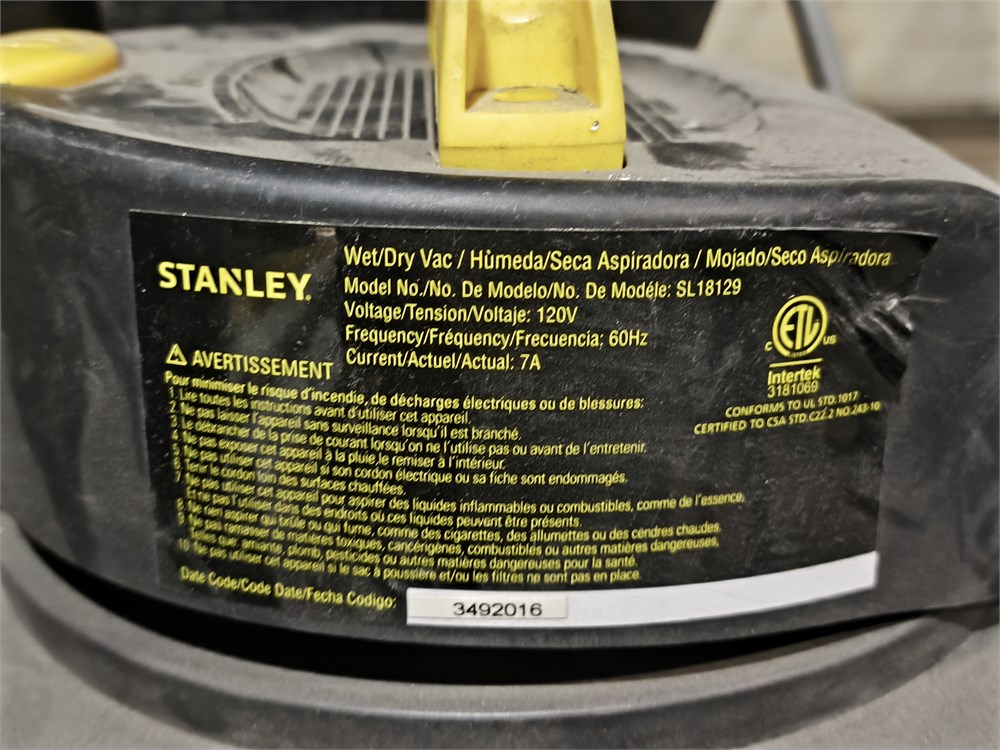 STANLEY
Wet/Dry Vac / Hùmeda/Seca Aspiradora / Mojado/Seco Aspiradora
Model No./No. De Modelo/No. De Modéle: SL18129
Voltage/Tension/Voltaje: 120V
Frequency/Fréquency/Frecuencia: 60Hz
Current/Actuel/Actual: 7A
C ETL US
LISTED
Intertek
3181069
CONFORMS TO UL STD.1017
CERTIFIED TO CSA STD.C22.2 NO.243-10
AVERTISSEMENT
Pour minimiser le risque d'incendie, de décharges électriques ou de blessures:
1. Lire toutes les instructions avant d'utiliser cet appareil.
2. Ne pas laisser l'appareil sans surveillance lorsqu'il est branché.
3. Le débrancher de la prise de courant lorsqu'on ne l'utilise pas ou avant de l'entretenir.
4. Ne pas exposer cet appareil à la pluie,le remiser à l'intérieur.
5. Ne pas utiliser cet appareil si son cordon électrique ou sa fiche sont endommagés.
6. Tenir le cordon loin des surfaces chauffées.
7. Ne pas utiliser cet appareil pour aspirer des liquides inflammables ou combustibles, comme de l'essence,
Et ne pas l'utiliser dans des endroits où ces liquides peuvent être présents.
8. Ne rien aspirer qui brûle ou qui fume, comme des cigarettes, des allumettes ou des cendres chaudes.
9. Ne pas ramasser de matières toxiques, cancérigènes, combustibles ou autres matières dangereuses,
Telles que amiante, plomb, pesticides ou autres matières dangereuses pour la santé.
10. Ne pas utiliser cet appareil si le sac à poussière et/ou les filtres ne sont pas en place.
Date Code/Code Date/Fecha Codigo: 3492016